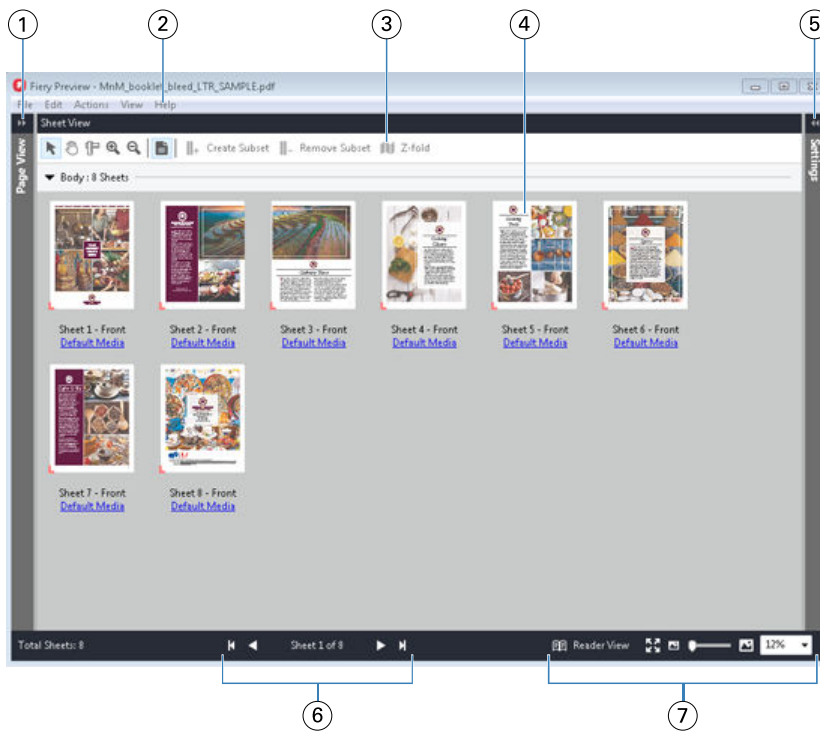 1 2 3 4 5
Fiery Preview - MnM_booklet_bleed_LTR_SAMPLE.pdf
File Edit Actions View Help
Sheet View
Page View
Settings
Create Subset Remove Subset Z-fold
Body : 8 Sheets
Sheet 1 - Front Sheet 2 - Front Sheet 3 - Front Sheet 4 - Front Sheet 5 - Front Sheet 6 - Front
Default Media Default Media Default Media Default Media Default Media Default Media
Sheet 7 - Front Sheet 8 - Front
Default Media Default Media
Total Sheets: 8 Sheet 1 of 8 Reader View 12%
6 7